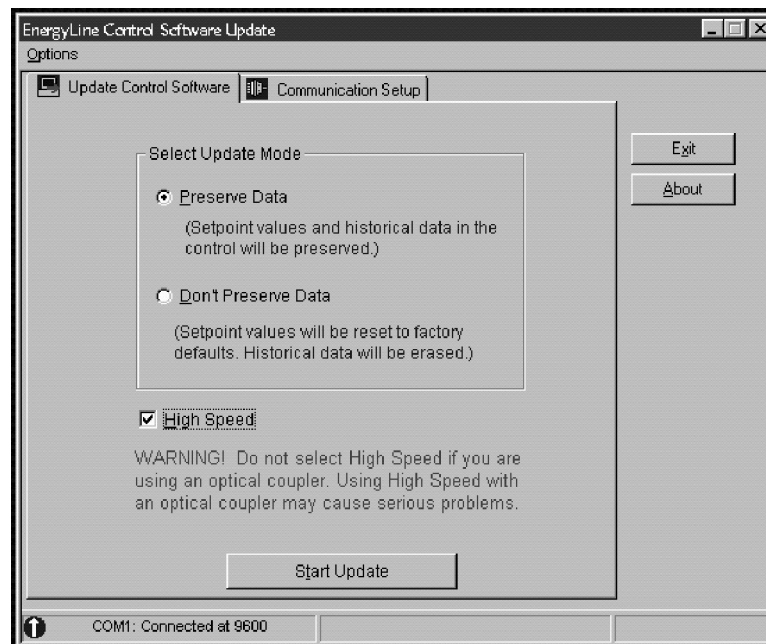 EnergyLine Control Software Update
Options
Update Control Software
Communication Setup
Select Update Mode
Preserve Data
(Setpoint values and historical data in the
control will be preserved.)
Don't Preserve Data
(Setpoint values will be reset to factory
defaults. Historical data will be erased.)
High Speed
WARNING! Do not select High Speed if you are
using an optical coupler. Using High Speed with
an optical coupler may cause serious problems.
Start Update
Exit
About
COM1: Connected at 9600